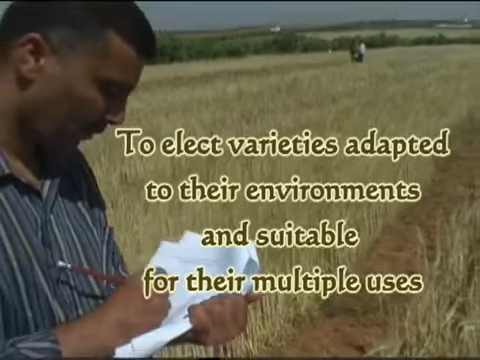 To elect varieties adapted
to their environments
and suitable
for their multiple uses